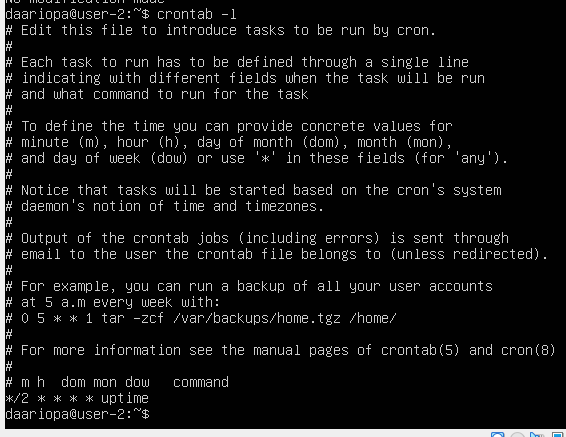 No modification made
daariopa@user-2:~$ crontab -l
# Edit this file to introduce tasks to be run by cron.
#
# Each task to run has to be defined through a single line
# indicating with different fields when the task will be run
# and what command to run for the task
#
# To define the time you can provide concrete values for
# minute (m), hour (h), day of month (dom), month (mon),
# and day of week (dow) or use '*' in these fields (for 'any').
#
# Notice that tasks will be started based on the cron's system
# daemon's notion of time and timezones.
#
# Output of the crontab jobs (including errors) is sent through
# email to the user the crontab file belongs to (unless redirected).
#
# For example, you can run a backup of all your user accounts
# at 5 a.m every week with:
# 0 5 * * 1 tar -zcf /var/backups/home.tgz /home/
#
# For more information see the manual pages of crontab(5) and cron(8)
#
# m h  dom mon dow   command
*/2 * * * * uptime
daariopa@user-2:~$